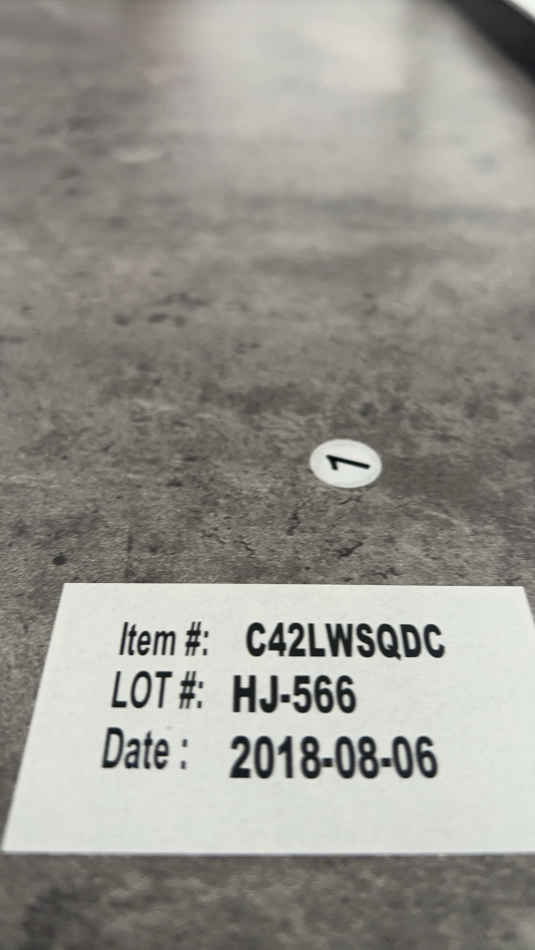 1
Item #: C42LWSQDC
LOT #: HJ-566
Date : 2018-08-06